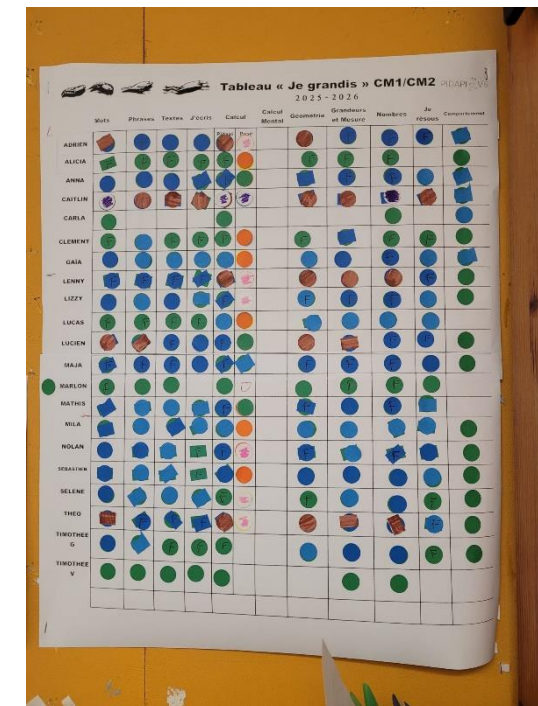 Tableau « Je grandis » CM1/CM2
2025-2026
Mots Phrases Textes J'écris Calcul Calcul Mental Géométrie Grandeurs et Mesure Nombres Je résous Comportement
ADRIEN
ALICIA
ANNA
CAITLIN
CARLA
CLEMENT
GAÏA
LENNY
LIZZY
LUCAS
LUCIEN
MAJA
MARLON
MATHIS
MILA
NOLAN
SEBASTIEN
SELENE
THEO
TIMOTHEE
G
TIMOTHEE
V